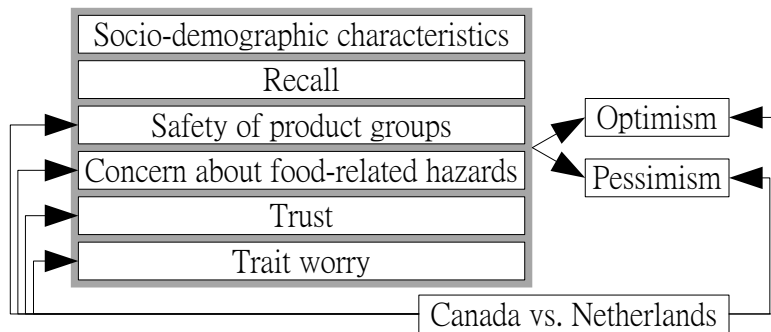 Socio-demographic characteristics
Recall
Safety of product groups
Concern about food-related hazards
Trust
Trait worry
Optimism
Pessimism
Canada vs. Netherlands